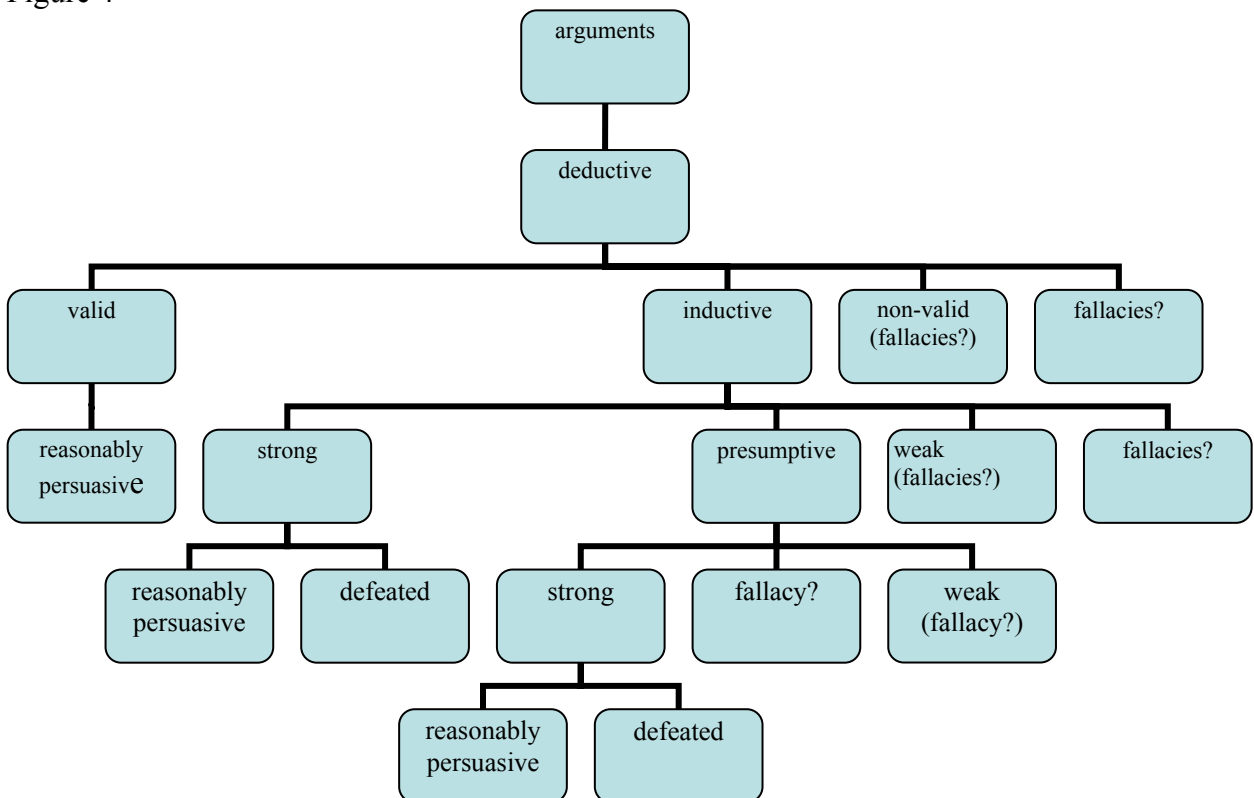 Figure 4
arguments
deductive
valid
inductive
non-valid
(fallacies?)
fallacies?
reasonably
persuasive
strong
presumptive
weak
(fallacies?)
fallacies?
reasonably
persuasive
defeated
strong
fallacy?
weak
(fallacy?)
reasonably
persuasive
defeated